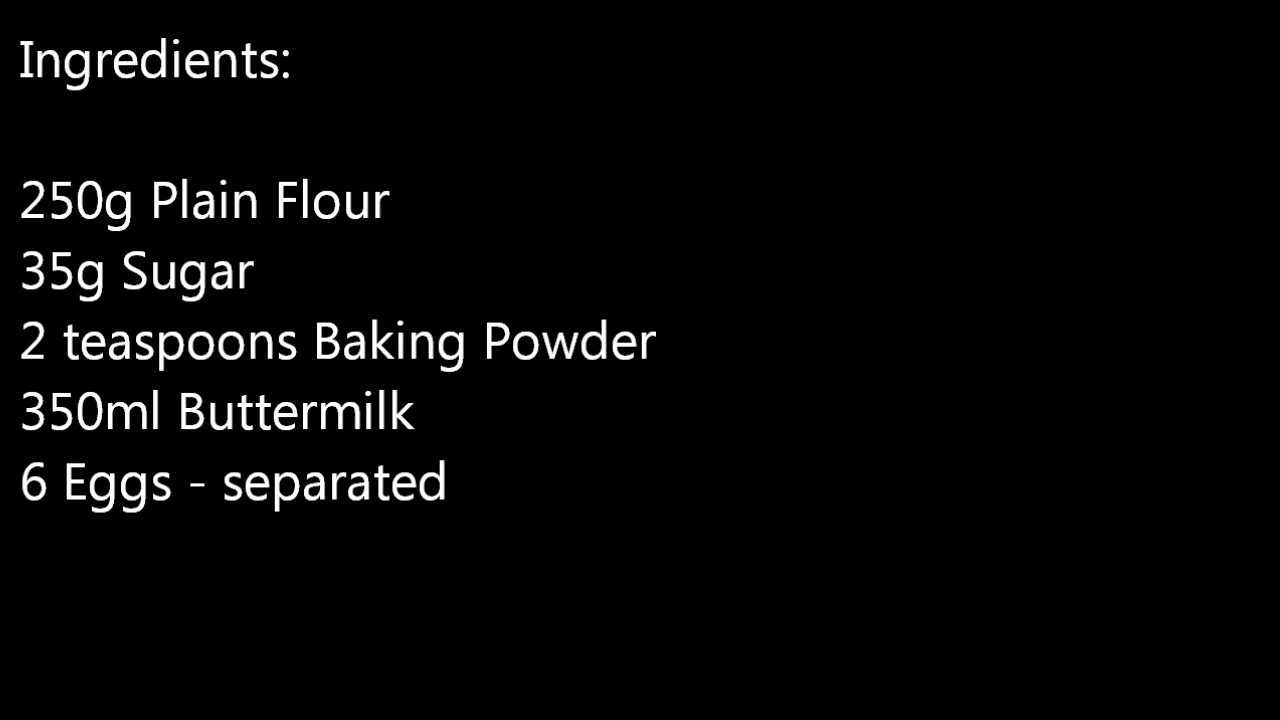 Ingredients:
250g Plain Flour
35g Sugar
2 teaspoons Baking Powder
350ml Buttermilk
6 Eggs - separated